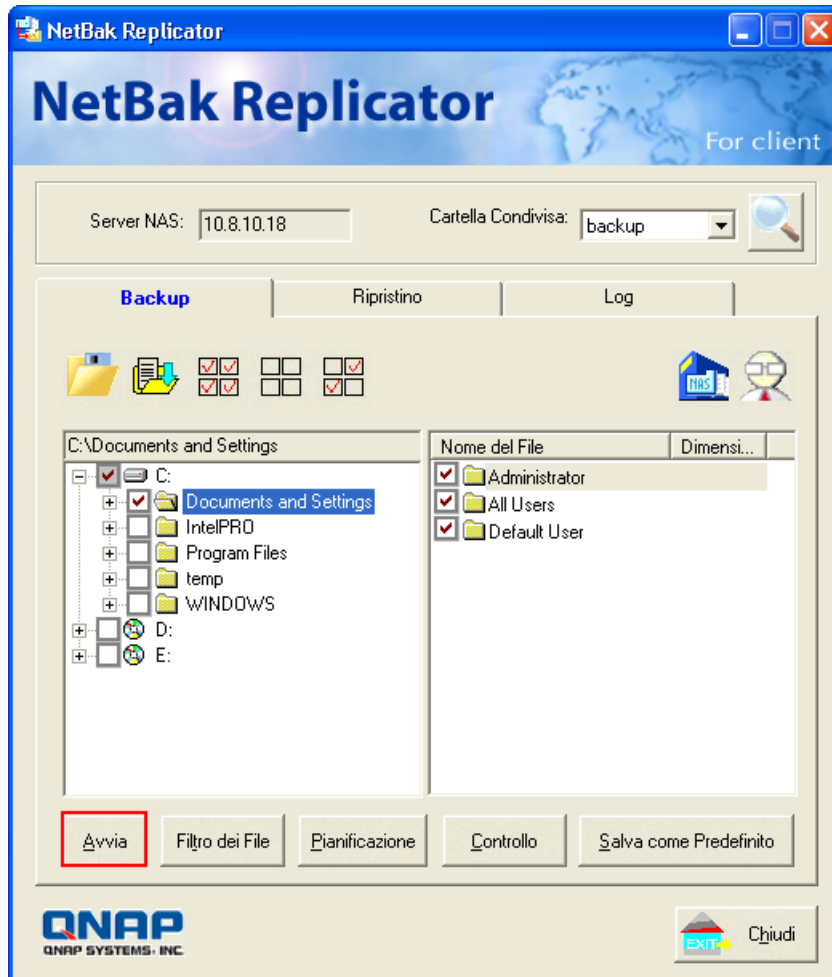 NetBak Replicator
NetBak Replicator
For client
Server NAS: 10.8.10.18 Cartella Condivisa: backup
Backup Ripristino Log
NAS
C:\Documents and Settings
C:
Documents and Settings
IntelPRO
Program Files
temp
WINDOWS
D:
E:
Nome del File Dimensi...
Administrator
All Users
Default User
Avvia Filtro dei File Pianificazione Controllo Salva come Predefinito
QNAP
QNAP SYSTEMS, INC.
EXIT Chiudi